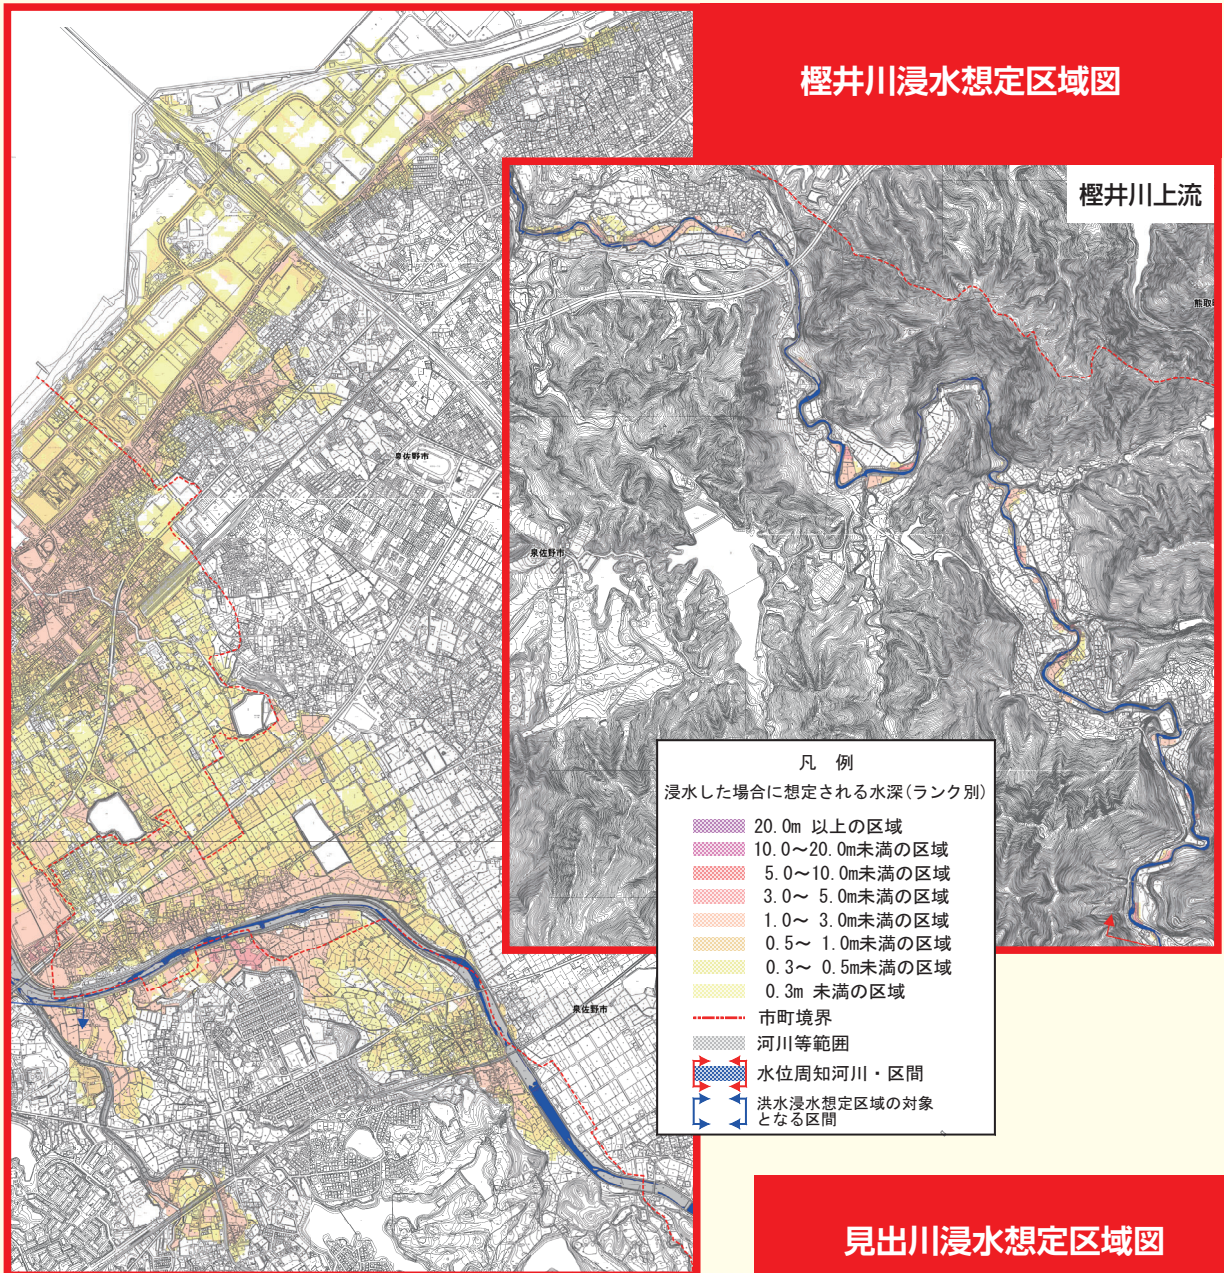 樫井川浸水想定区域図
樫井川上流
熊取
泉佐野市
泉佐野市
泉佐野市
凡 例
浸水した場合に想定される水深(ランク別)
20.0m 以上の区域
10.0～20.0m未満の区域
5.0～10.0m未満の区域
3.0～ 5.0m未満の区域
1.0～ 3.0m未満の区域
0.5～ 1.0m未満の区域
0.3～ 0.5m未満の区域
0.3m 未満の区域
市町境界
河川等範囲
水位周知河川・区間
洪水浸水想定区域の対象
となる区間
見出川浸水想定区域図